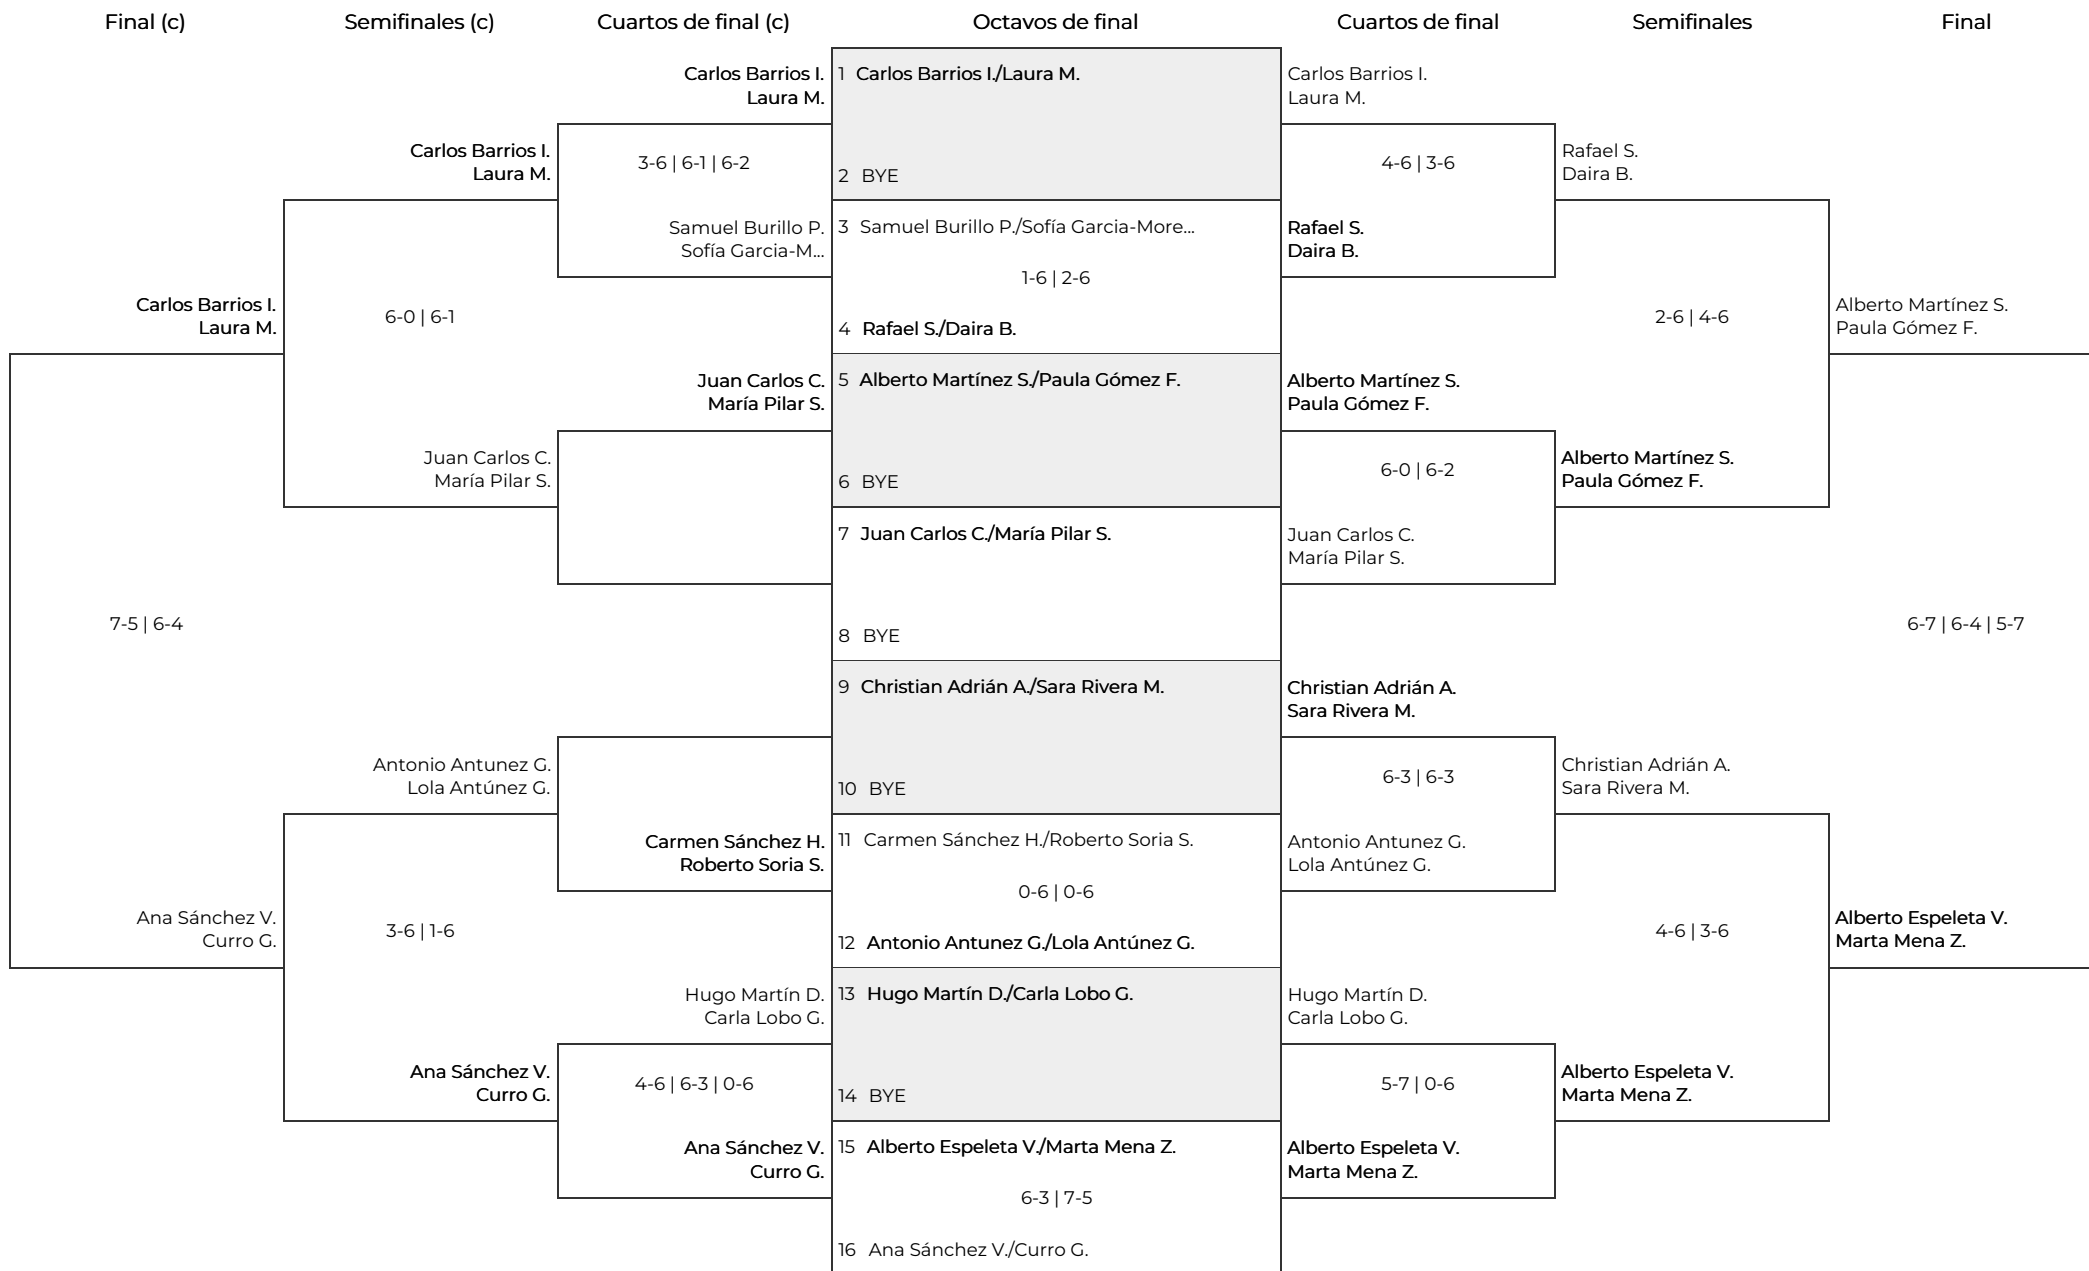 Final (c)
Semifinales (c)
Cuartos de final (c)
Octavos de final
Cuartos de final
Semifinales
Final
Carlos Barrios I.
Laura M.
Ana Sánchez V.
Curro G.
7-5 | 6-4
Carlos Barrios I.
Laura M.
6-0 | 6-1
Juan Carlos C.
María Pilar S.
Antonio Antunez G.
Lola Antúnez G.
3-6 | 1-6
Ana Sánchez V.
Curro G.
Carlos Barrios I.
Laura M.
3-6 | 6-1 | 6-2
Samuel Burillo P.
Sofía Garcia-M...
Juan Carlos C.
María Pilar S.
Carmen Sánchez H.
Roberto Soria S.
Hugo Martín D.
Carla Lobo G.
4-6 | 6-3 | 0-6
Ana Sánchez V.
Curro G.
1 Carlos Barrios I./Laura M.
2 BYE
3 Samuel Burillo P./Sofía Garcia-More...
1-6 | 2-6
4 Rafael S./Daira B.
5 Alberto Martínez S./Paula Gómez F.
6 BYE
7 Juan Carlos C./María Pilar S.
8 BYE
9 Christian Adrián A./Sara Rivera M.
10 BYE
11 Carmen Sánchez H./Roberto Soria S.
0-6 | 0-6
12 Antonio Antunez G./Lola Antúnez G.
13 Hugo Martín D./Carla Lobo G.
14 BYE
15 Alberto Espeleta V./Marta Mena Z.
6-3 | 7-5
16 Ana Sánchez V./Curro G.
Carlos Barrios I.
Laura M.
4-6 | 3-6
Rafael S.
Daira B.
Alberto Martínez S.
Paula Gómez F.
6-0 | 6-2
Juan Carlos C.
María Pilar S.
Christian Adrián A.
Sara Rivera M.
6-3 | 6-3
Antonio Antunez G.
Lola Antúnez G.
Hugo Martín D.
Carla Lobo G.
5-7 | 0-6
Alberto Espeleta V.
Marta Mena Z.
Rafael S.
Daira B.
2-6 | 4-6
Alberto Martínez S.
Paula Gómez F.
Christian Adrián A.
Sara Rivera M.
4-6 | 3-6
Alberto Espeleta V.
Marta Mena Z.
Alberto Martínez S.
Paula Gómez F.
6-7 | 6-4 | 5-7
Alberto Espeleta V.
Marta Mena Z.